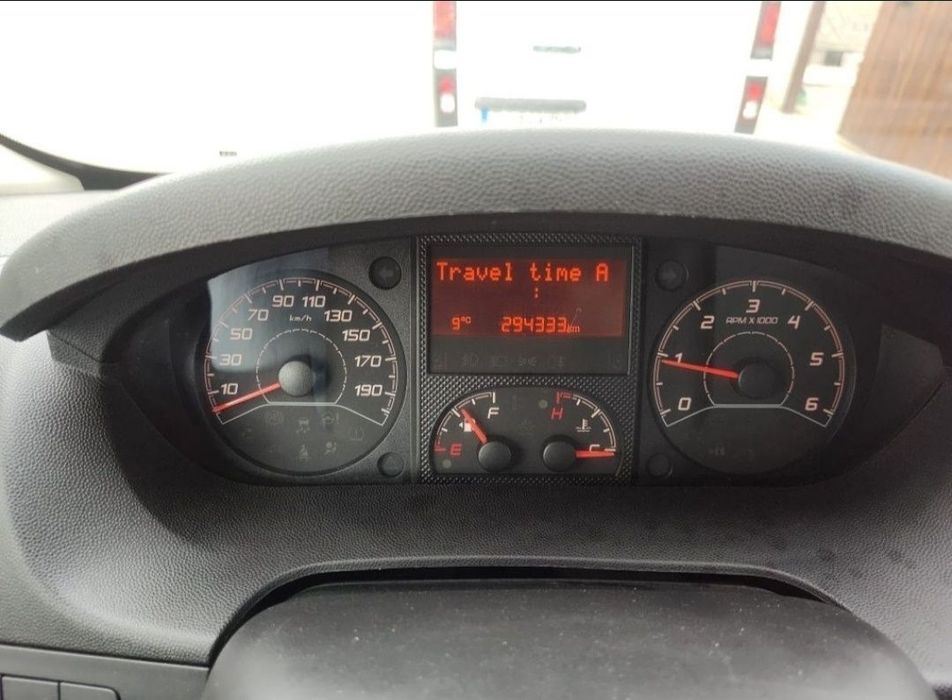 Travel time A
:
9°C 294333km
10 30 50 70 90 110 130 150 170 190
km/h
E F
H C
0 1 2 3 4 5 6
RPM X 1000